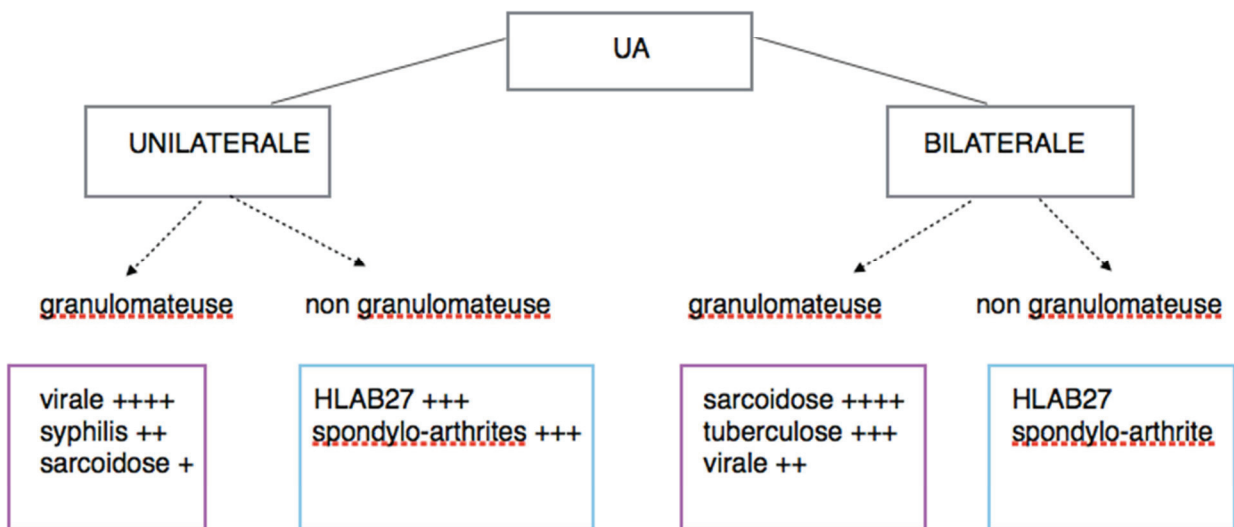 UA
UNILATERALE
BILATERALE
granulomateuse
non granulomateuse
granulomateuse
non granulomateuse
virale ++++
syphilis ++
sarcoidose +
HLAB27 +++
spondylo-arthrites +++
sarcoidose ++++
tuberculose +++
virale ++
HLAB27
spondylo-arthrite